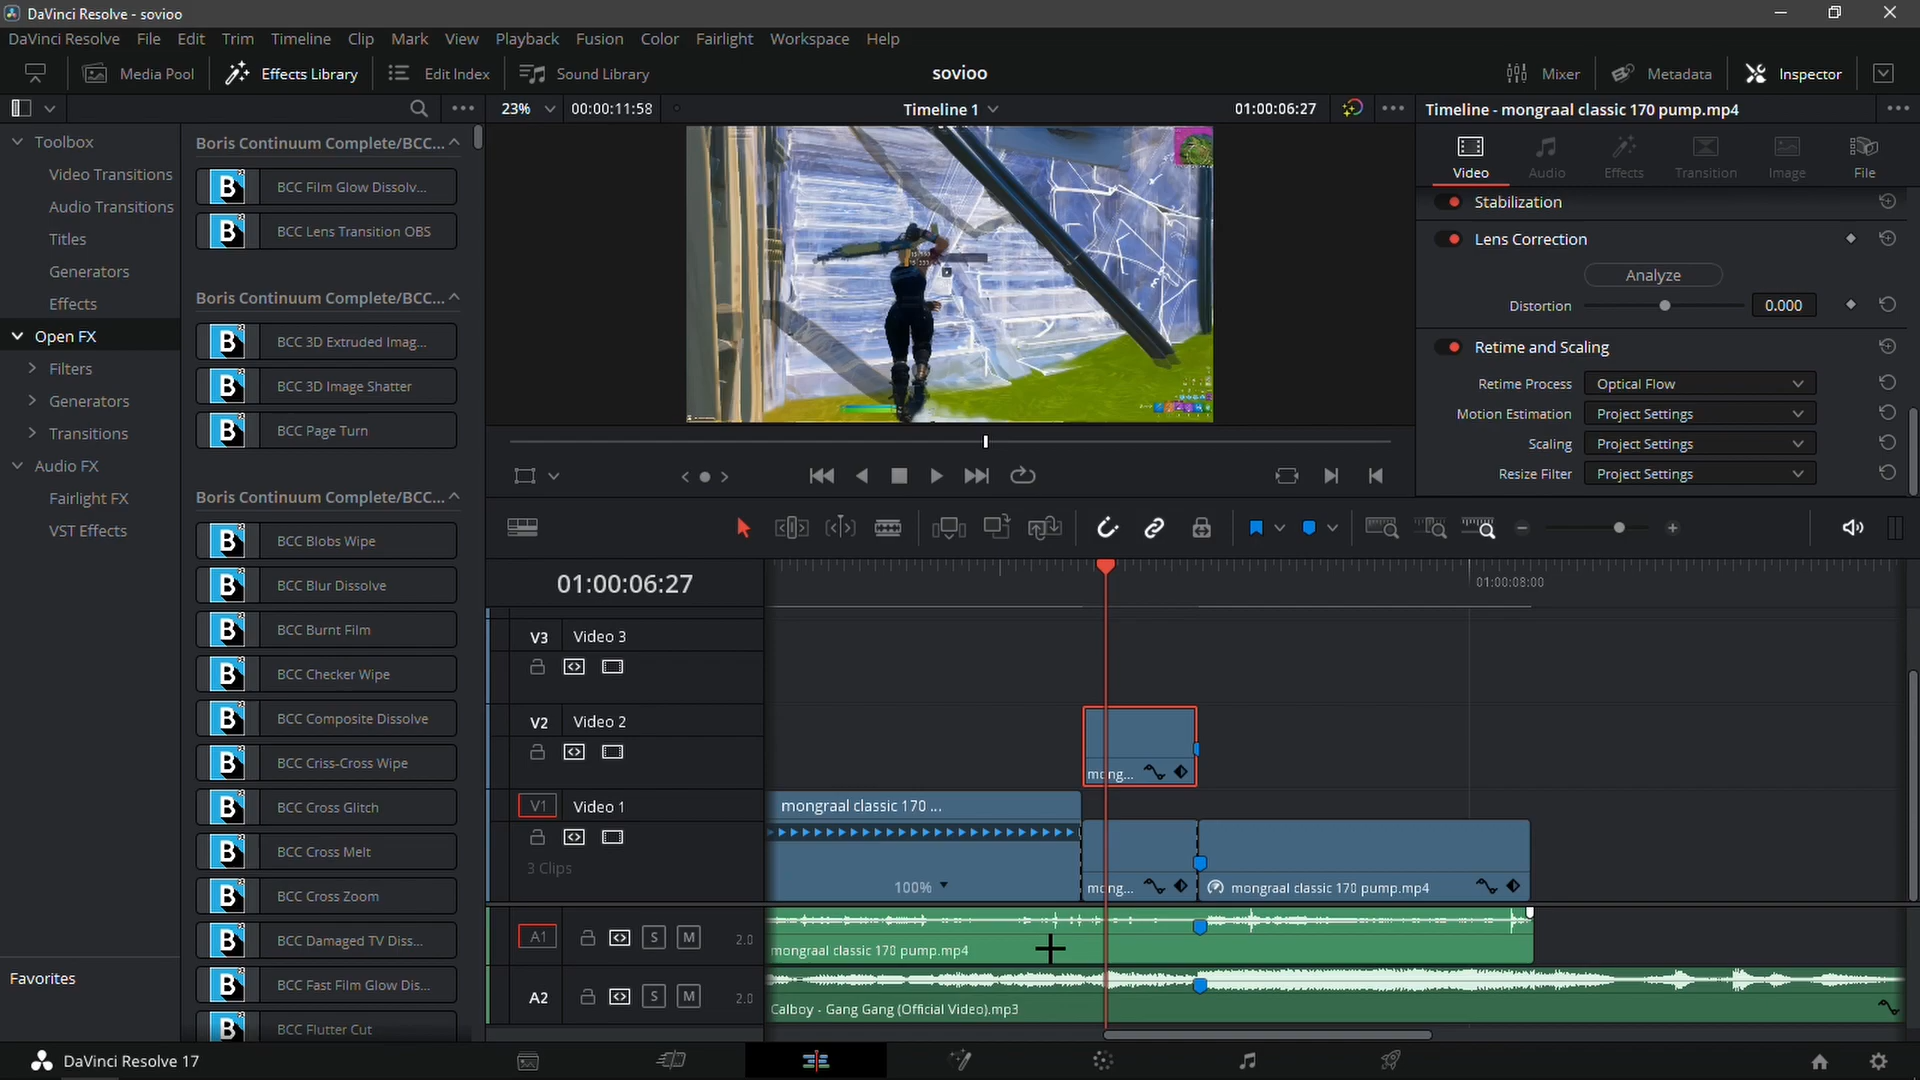 DaVinci Resolve - sovioo
DaVinci Resolve File Edit Trim Timeline Clip Mark View Playback Fusion Color Fairlight Workspace Help
Media Pool Effects Library Edit Index Sound Library sovioo Mixer Metadata Inspector
23% 00:00:11:58 Timeline 1 01:00:06:27 Timeline - mongraal classic 170 pump.mp4
Toolbox
Video Transitions
Audio Transitions
Titles
Generators
Effects
Open FX
Filters
Generators
Transitions
Audio FX
Fairlight FX
VST Effects
Favorites
Boris Continuum Complete/BCC...
BCC Film Glow Dissolv...
BCC Lens Transition OBS
Boris Continuum Complete/BCC...
BCC 3D Extruded Imag...
BCC 3D Image Shatter
BCC Page Turn
Boris Continuum Complete/BCC...
BCC Blobs Wipe
BCC Blur Dissolve
BCC Burnt Film
BCC Checker Wipe
BCC Composite Dissolve
BCC Criss-Cross Wipe
BCC Cross Glitch
BCC Cross Melt
BCC Cross Zoom
BCC Damaged TV Diss...
BCC Fast Film Glow Dis...
BCC Flutter Cut
Video Audio Effects Transition Image File
Stabilization
Lens Correction
Analyze
Distortion 0.000
Retime and Scaling
Retime Process Optical Flow
Motion Estimation Project Settings
Scaling Project Settings
Resize Filter Project Settings
01:00:06:27
01:00:08:00
V3 Video 3
V2 Video 2
mong...
V1 Video 1
3 Clips
mongraal classic 170 ...
100%
mong...
mongraal classic 170 pump.mp4
A1 S M 2.0
mongraal classic 170 pump.mp4
A2 S M 2.0
Calboy - Gang Gang (Official Video).mp3
DaVinci Resolve 17